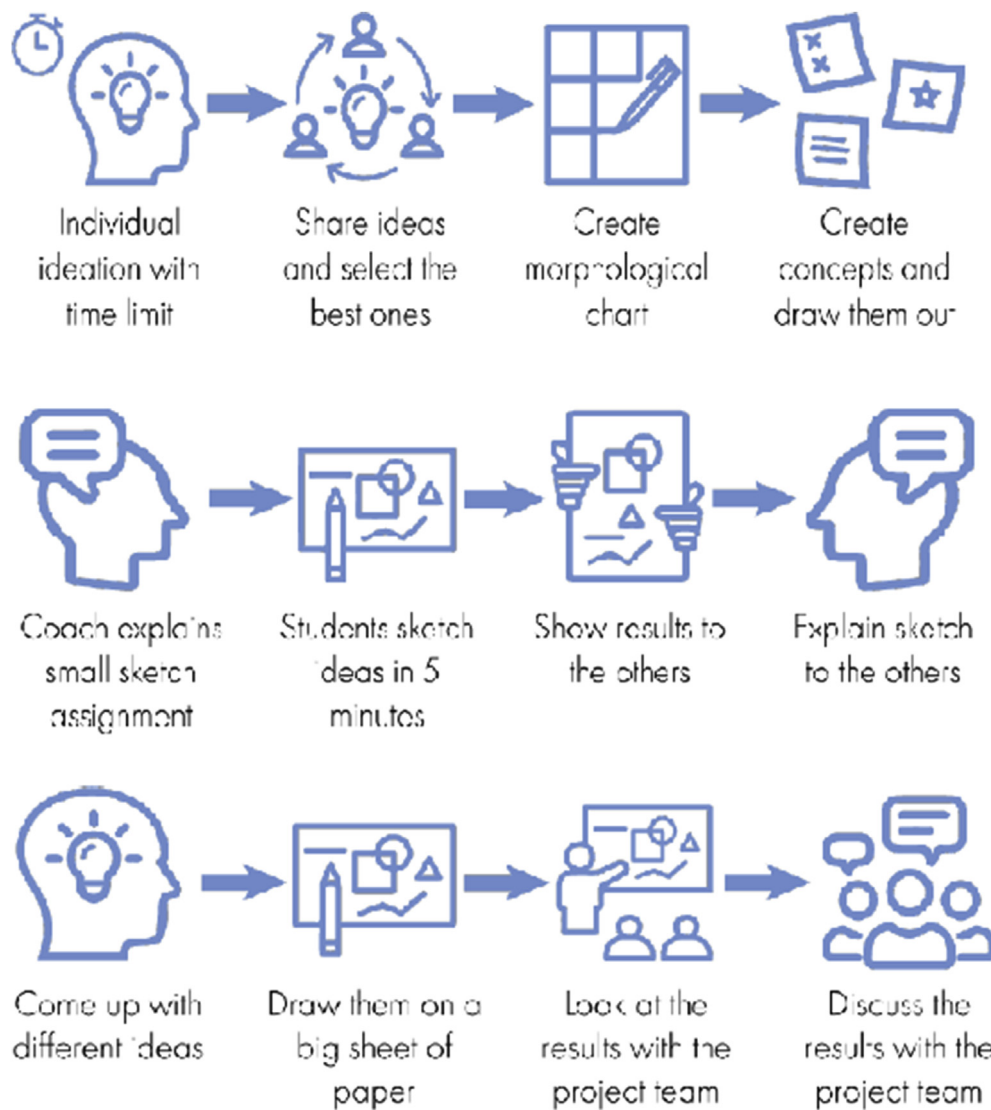 Individual
ideation with
time limit
Share ideas
and select the
best ones
Create
morphological
chart
Create
concepts and
draw them out
Coach explains
small sketch
assignment
Students sketch
ideas in 5
minutes
Show results to
the others
Explain sketch
to the others
Come up with
different ideas
Draw them on a
big sheet of
paper
Look at the
results with the
project team
Discuss the
results with the
project team